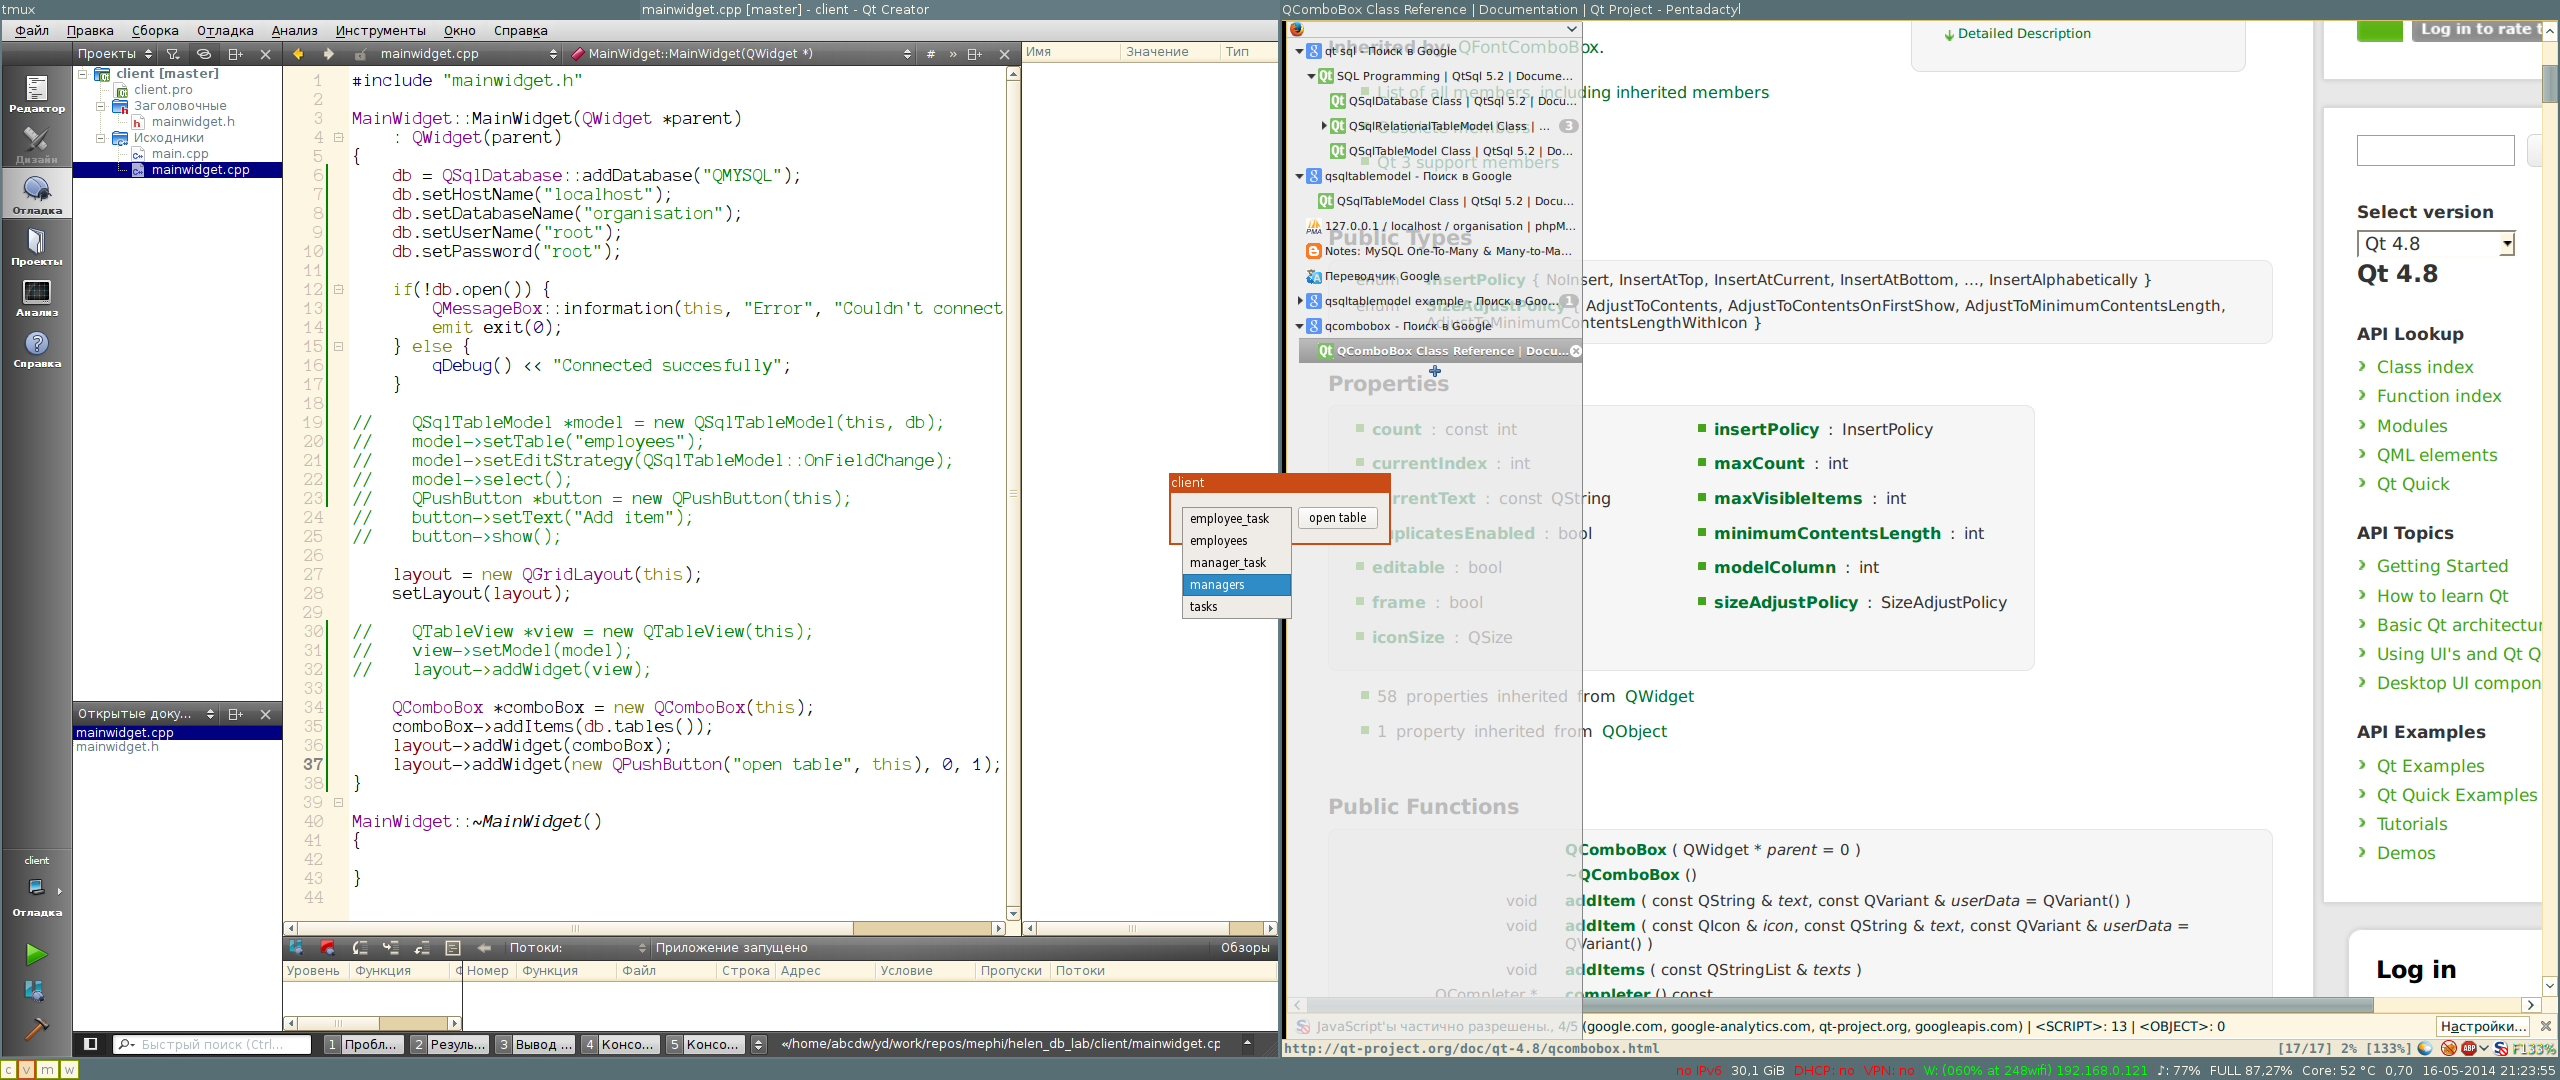 tmux
mainwidget.cpp [master] - client - Qt Creator
QComboBox Class Reference | Documentation | Qt Project - Pentadactyl
Файл Правка Сборка Отладка Анализ Инструменты Окно Справка
Проекты
mainwidget.cpp
MainWidget::MainWidget(QWidget *)
# »
Имя Значение Тип
Редактор
Дизайн
Отладка
Проекты
Анализ
Справка
client [master]
client.pro
Заголовочные
mainwidget.h
Исходники
main.cpp
mainwidget.cpp
Открытые доку...
mainwidget.cpp
mainwidget.h
client
Отладка
1 #include "mainwidget.h"
2
3 MainWidget::MainWidget(QWidget *parent)
4 : QWidget(parent)
5 {
6 db = QSqlDatabase::addDatabase("QMYSQL");
7 db.setHostName("localhost");
8 db.setDatabaseName("organisation");
9 db.setUserName("root");
10 db.setPassword("root");
11
12 if(!db.open()) {
13 QMessageBox::information(this, "Error", "Couldn't connect
14 emit exit(0);
15 } else {
16 qDebug() << "Connected succesfully";
17 }
18
19 // QSqlTableModel *model = new QSqlTableModel(this, db);
20 // model->setTable("employees");
21 // model->setEditStrategy(QSqlTableModel::OnFieldChange);
22 // model->select();
23 // QPushButton *button = new QPushButton(this);
24 // button->setText("Add item");
25 // button->show();
26
27 layout = new QGridLayout(this);
28 setLayout(layout);
29
30 // QTableView *view = new QTableView(this);
31 // view->setModel(model);
32 // layout->addWidget(view);
33
34 QComboBox *comboBox = new QComboBox(this);
35 comboBox->addItems(db.tables());
36 layout->addWidget(comboBox);
37 layout->addWidget(new QPushButton("open table", this), 0, 1);
38 }
39
40 MainWidget::~MainWidget()
41 {
42
43 }
44
Потоки: Приложение запущено Обзоры
Уровень Функция Ф Номер Функция Файл Строка Адрес Условие Пропуски Потоки
Быстрый поиск (Ctrl...
1 Пробл... 2 Резуль... 3 Вывод ... 4 Консо... 5 Консо...
«/home/abcdw/yd/work/repos/mephi/helen_db_lab/client/mainwidget.cp
client
open table
employee_task
employees
manager_task
managers
tasks
qt sql - Поиск в Google
SQL Programming | QtSql 5.2 | Docume...
QSqlDatabase Class | QtSql 5.2 | Docu...
QSqlRelationalTableModel Class | ... 3
QSqlTableModel Class | QtSql 5.2 | Do...
qsqltablemodel - Поиск в Google
QSqlTableModel Class | QtSql 5.2 | Docu...
127.0.0.1 / localhost / organisation | phpM...
Notes: MySQL One-To-Many & Many-to-Ma...
Переводчик Google
qsqltablemodel example - Поиск в Goo... 1
qcombobox - Поиск в Google
QComboBox Class Reference | Docu...
Inherited by: QFontComboBox.
List of all members, including inherited members
Obsolete members
Qt 3 support members
Public Types
enum InsertPolicy { NoInsert, InsertAtTop, InsertAtCurrent, InsertAtBottom, ..., InsertAlphabetically }
enum SizeAdjustPolicy { AdjustToContents, AdjustToContentsOnFirstShow, AdjustToMinimumContentsLength,
AdjustToMinimumContentsLengthWithIcon }
Properties
count : const int
currentIndex : int
rrentText : const QString
uplicatesEnabled : bool
editable : bool
frame : bool
iconSize : QSize
insertPolicy : InsertPolicy
maxCount : int
maxVisibleItems : int
minimumContentsLength : int
modelColumn : int
sizeAdjustPolicy : SizeAdjustPolicy
58 properties inherited from QWidget
1 property inherited from QObject
Public Functions
QComboBox ( QWidget * parent = 0 )
~QComboBox ()
void addItem ( const QString & text, const QVariant & userData = QVariant() )
void addItem ( const QIcon & icon, const QString & text, const QVariant & userData =
QVariant() )
void addItems ( const QStringList & texts )
QCompleter * completer () const
Detailed Description
Log in to rate t
Select version
Qt 4.8
Qt 4.8
API Lookup
Class index
Function index
Modules
QML elements
Qt Quick
API Topics
Getting Started
How to learn Qt
Basic Qt architectur
Using UI's and Qt Q
Desktop UI compon
API Examples
Qt Examples
Qt Quick Examples
Tutorials
Demos
Log in
JavaScript'ы частично разрешены., 4/5 (google.com, google-analytics.com, qt-project.org, googleapis.com) | <SCRIPT>: 13 | <OBJECT>: 0
Настройки...
http://qt-project.org/doc/qt-4.8/qcombobox.html
[17/17] 2% [133%] ABP F133%
c v m w
no IPv6 30,1 GiB DHCP: no VPN: no W: (060% at 248wifi) 192.168.0.121 ♪: 77% FULL 87,27% Core: 52 °C 0,70 16-05-2014 21:23:55